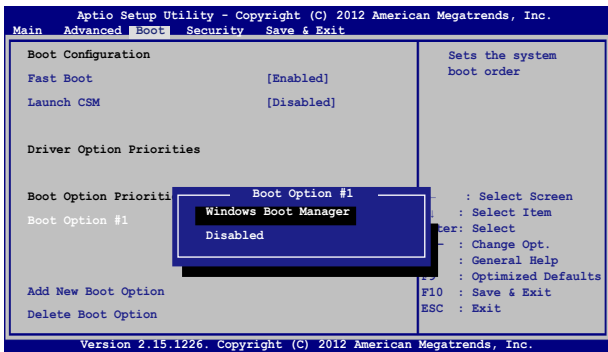 Aptio Setup Utility - Copyright (C) 2012 American Megatrends, Inc.
Main Advanced Boot Security Save & Exit
Boot Configuration
Fast Boot [Enabled]
Launch CSM [Disabled]
Driver Option Priorities
Boot Option Prioriti
Boot Option #1
Boot Option #1
Windows Boot Manager
Disabled
Add New Boot Option
Delete Boot Option
Sets the system
boot order
: Select Screen
: Select Item
ter: Select
: Change Opt.
: General Help
F9 : Optimized Defaults
F10 : Save & Exit
ESC : Exit
Version 2.15.1226. Copyright (C) 2012 American Megatrends, Inc.